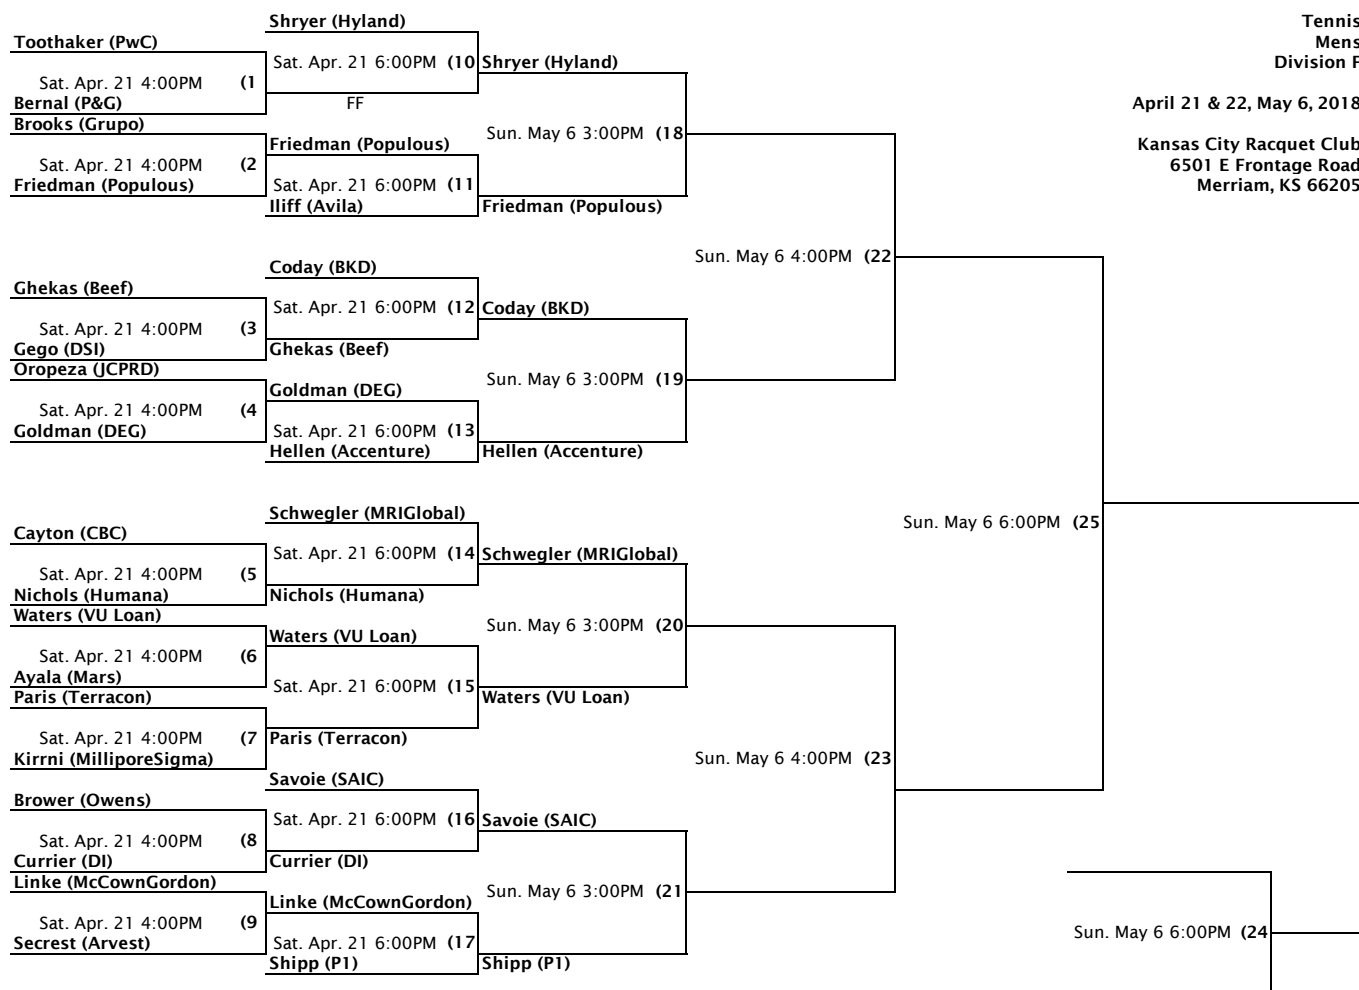 Shryer (Hyland)
Tennis
Toothaker (PwC)
Mens
Sat. Apr. 21 6:00PM (10 Shryer (Hyland)
Division F
Sat. Apr. 21 4:00PM (1
Bernal (P&G)
FF
April 21 & 22, May 6, 2018
Brooks (Grupo)
Sun. May 6 3:00PM (18
Friedman (Populous)
Kansas City Racquet Club
Sat. Apr. 21 4:00PM (2
6501 E Frontage Road
Friedman (Populous)
Sat. Apr. 21 6:00PM (11
Merriam, KS 66205
Iliff (Avila)
Friedman (Populous)
Sun. May 6 4:00PM (22
Coday (BKD)
Ghekas (Beef)
Sat. Apr. 21 6:00PM (12 Coday (BKD)
Sat. Apr. 21 4:00PM (3
Gego (DSI)
Ghekas (Beef)
Oropeza (JCPRD)
Sun. May 6 3:00PM (19
Goldman (DEG)
Sat. Apr. 21 4:00PM (4
Goldman (DEG)
Sat. Apr. 21 6:00PM (13
Hellen (Accenture)
Hellen (Accenture)
Schwegler (MRIGlobal)
Sun. May 6 6:00PM (25
Cayton (CBC)
Sat. Apr. 21 6:00PM (14 Schwegler (MRIGlobal)
Sat. Apr. 21 4:00PM (5
Nichols (Humana)
Nichols (Humana)
Waters (VU Loan)
Sun. May 6 3:00PM (20
Waters (VU Loan)
Sat. Apr. 21 4:00PM (6
Ayala (Mars)
Sat. Apr. 21 6:00PM (15
Paris (Terracon)
Waters (VU Loan)
Sat. Apr. 21 4:00PM (7
Paris (Terracon)
Kirrni (MilliporeSigma)
Sun. May 6 4:00PM (23
Savoie (SAIC)
Brower (Owens)
Sat. Apr. 21 6:00PM (16 Savoie (SAIC)
Sat. Apr. 21 4:00PM (8
Currier (DI)
Currier (DI)
Linke (McCownGordon)
Sun. May 6 3:00PM (21
Linke (McCownGordon)
Sat. Apr. 21 4:00PM (9
Sun. May 6 6:00PM (24
Secrest (Arvest)
Sat. Apr. 21 6:00PM (17
Shipp (P1)
Shipp (P1)